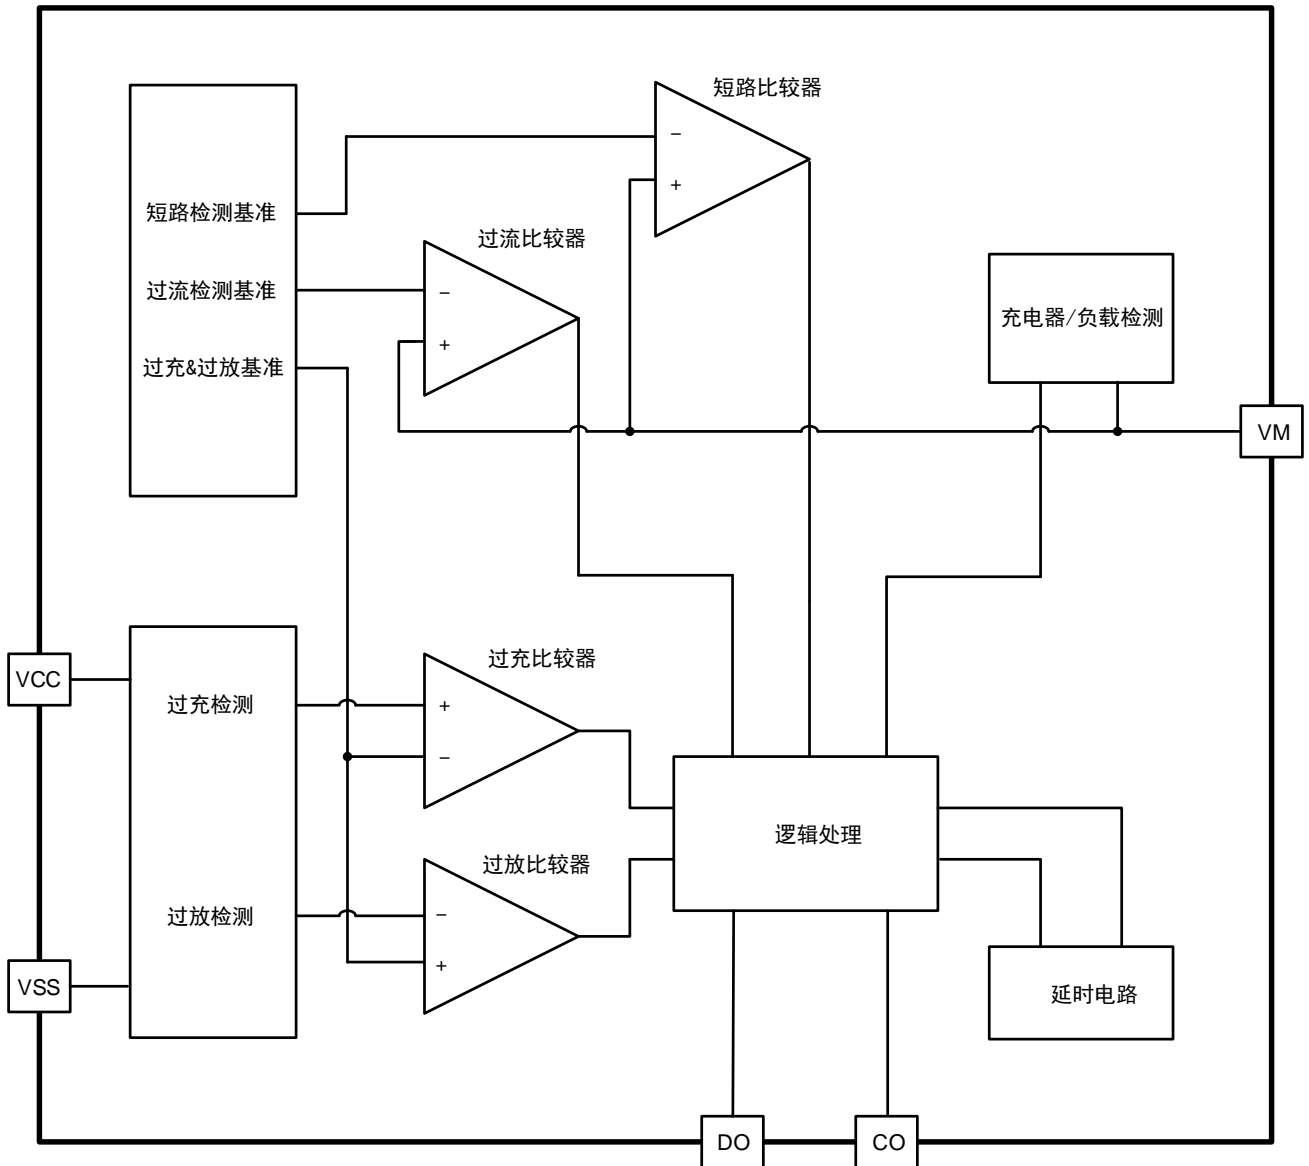 短路比较器
−
+
短路检测基准
过流比较器
过流检测基准
−
+
过充&过放基准
充电器/负载检测
VM
过充比较器
VCC
过充检测
+
−
逻辑处理
过放比较器
过放检测
−
+
VSS
延时电路
DO
CO